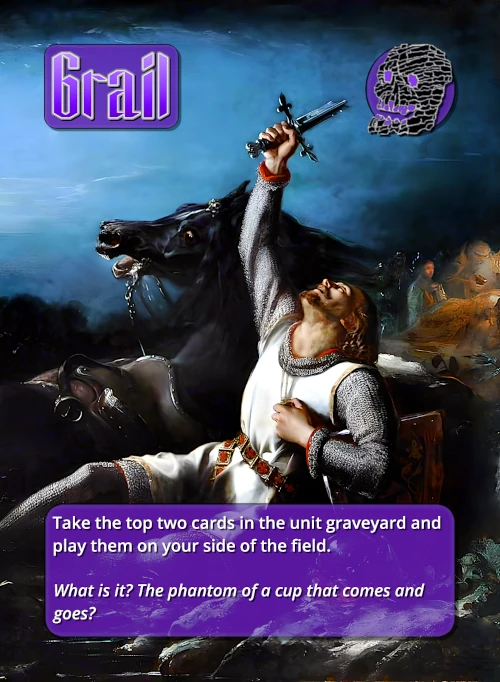 Grail
Take the top two cards in the unit graveyard and
play them on your side of the field.
What is it? The phantom of a cup that comes and
goes?